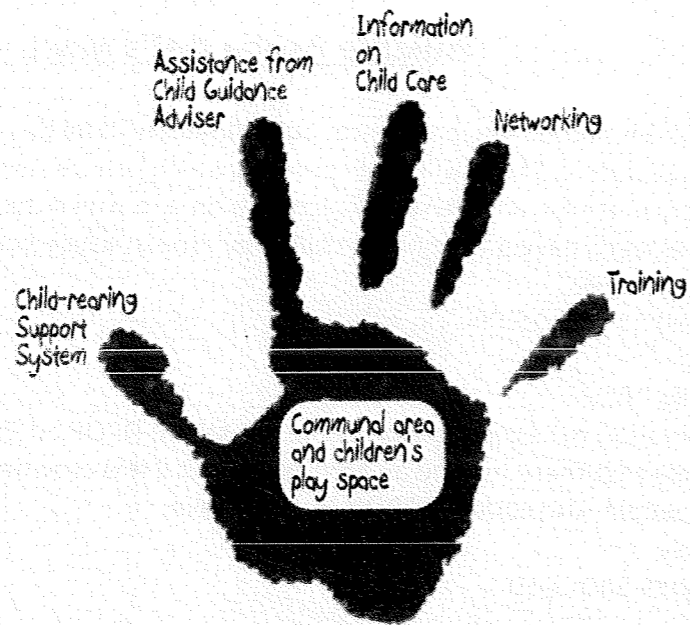 Information
on
Child Care
Assistance from
Child Guidance
Adviser
Networking
Child-rearing
Support
System
Training
Communal area
and children's
play space